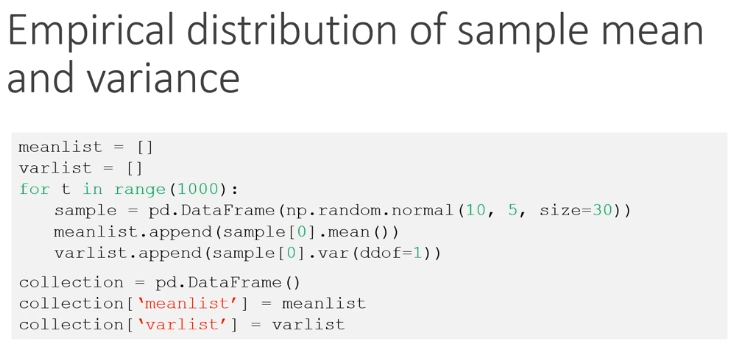 Empirical distribution of sample mean
and variance
meanlist = []
varlist = []
for t in range(1000):
    sample = pd.DataFrame(np.random.normal(10, 5, size=30))
    meanlist.append(sample[0].mean())
    varlist.append(sample[0].var(ddof=1))
collection = pd.DataFrame()
collection[‛meanlist′] = meanlist
collection[‛varlist′] = varlist